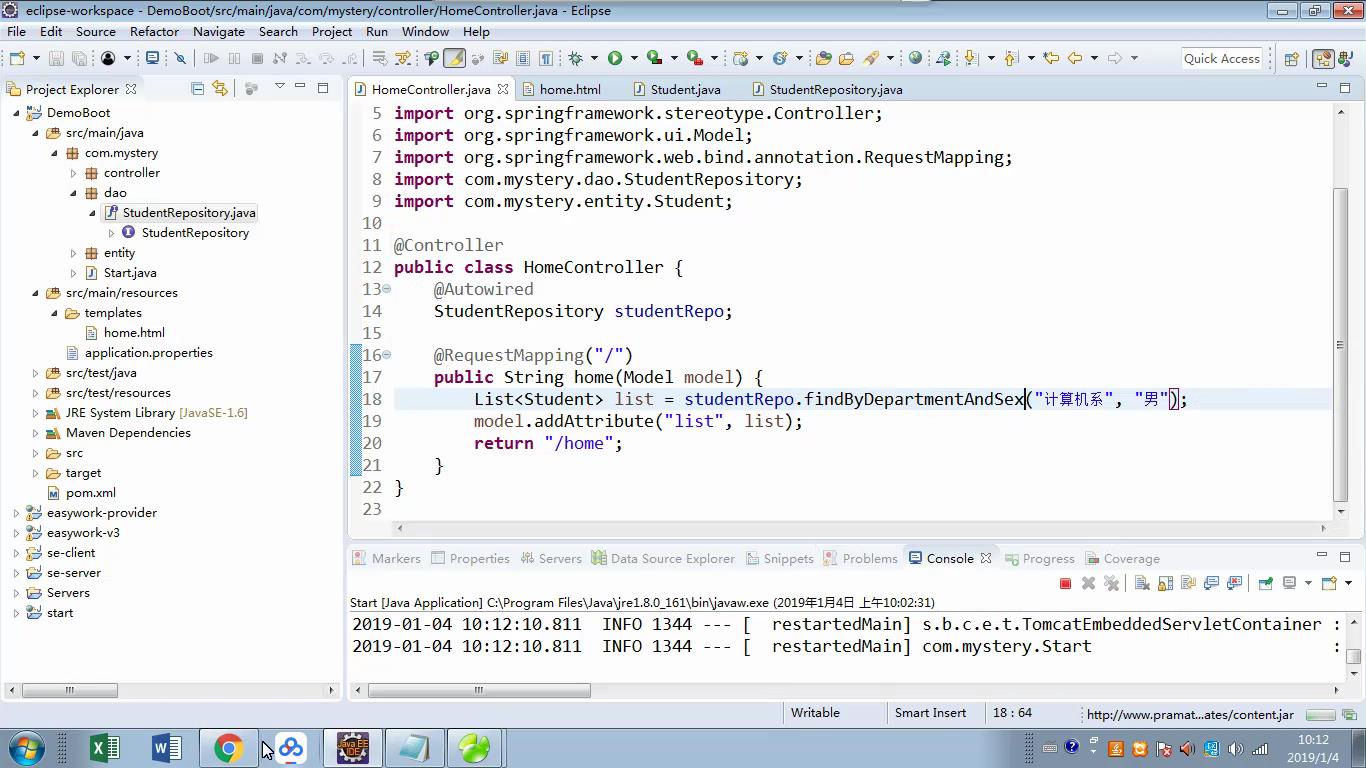 eclipse-workspace - DemoBoot/src/main/java/com/mystery/controller/HomeController.java - Eclipse
File Edit Source Refactor Navigate Search Project Run Window Help
Quick Access
Project Explorer
DemoBoot
src/main/java
com.mystery
controller
dao
StudentRepository.java
StudentRepository
entity
Start.java
src/main/resources
templates
home.html
application.properties
src/test/java
src/test/resources
JRE System Library [JavaSE-1.6]
Maven Dependencies
src
target
pom.xml
easywork-provider
easywork-v3
se-client
se-server
Servers
start
HomeController.java home.html Student.java StudentRepository.java
5 import org.springframework.stereotype.Controller;
6 import org.springframework.ui.Model;
7 import org.springframework.web.bind.annotation.RequestMapping;
8 import com.mystery.dao.StudentRepository;
9 import com.mystery.entity.Student;
10
11 @Controller
12 public class HomeController {
13 @Autowired
14 StudentRepository studentRepo;
15
16 @RequestMapping("/")
17 public String home(Model model) {
18 List<Student> list = studentRepo.findByDepartmentAndSex("计算机系", "男");
19 model.addAttribute("list", list);
20 return "/home";
21 }
22 }
23
Markers Properties Servers Data Source Explorer Snippets Problems Console Progress Coverage
Start [Java Application] C:\Program Files\Java\jre1.8.0_161\bin\javaw.exe (2019年1月4日 上午10:02:31)
2019-01-04 10:12:10.811 INFO 1344 --- [ restartedMain] s.b.c.e.t.TomcatEmbeddedServletContainer :
2019-01-04 10:12:10.811 INFO 1344 --- [ restartedMain] com.mystery.Start :
Writable Smart Insert 18 : 64 http://www.pramat...ates/content.jar
10:12
2019/1/4